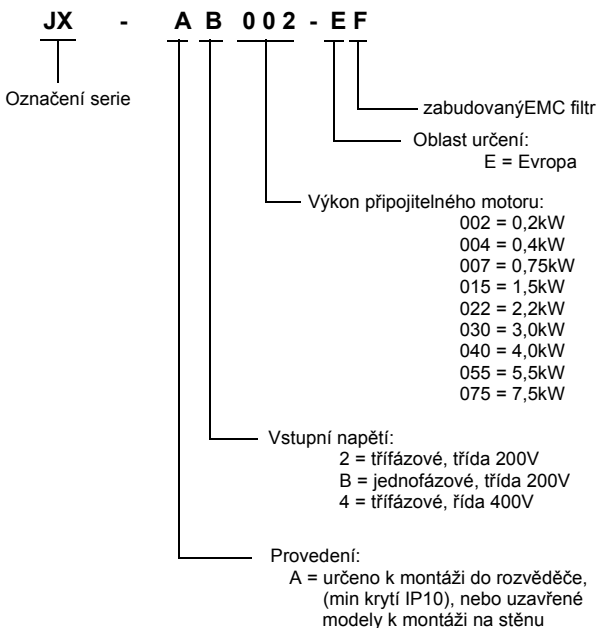 JX - A B 0 0 2 - E F
Označení serie
zabudovanýEMC filtr
Oblast určení:
E = Evropa
Výkon připojitelného motoru:
002 = 0,2kW
004 = 0,4kW
007 = 0,75kW
015 = 1,5kW
022 = 2,2kW
030 = 3,0kW
040 = 4,0kW
055 = 5,5kW
075 = 7,5kW
Vstupní napětí:
2 = třífázové, třída 200V
B = jednofázové, třída 200V
4 = třífázové, řída 400V
Provedení:
A = určeno k montáži do rozvěděče,
(min krytí IP10), nebo uzavřené
modely k montáži na stěnu